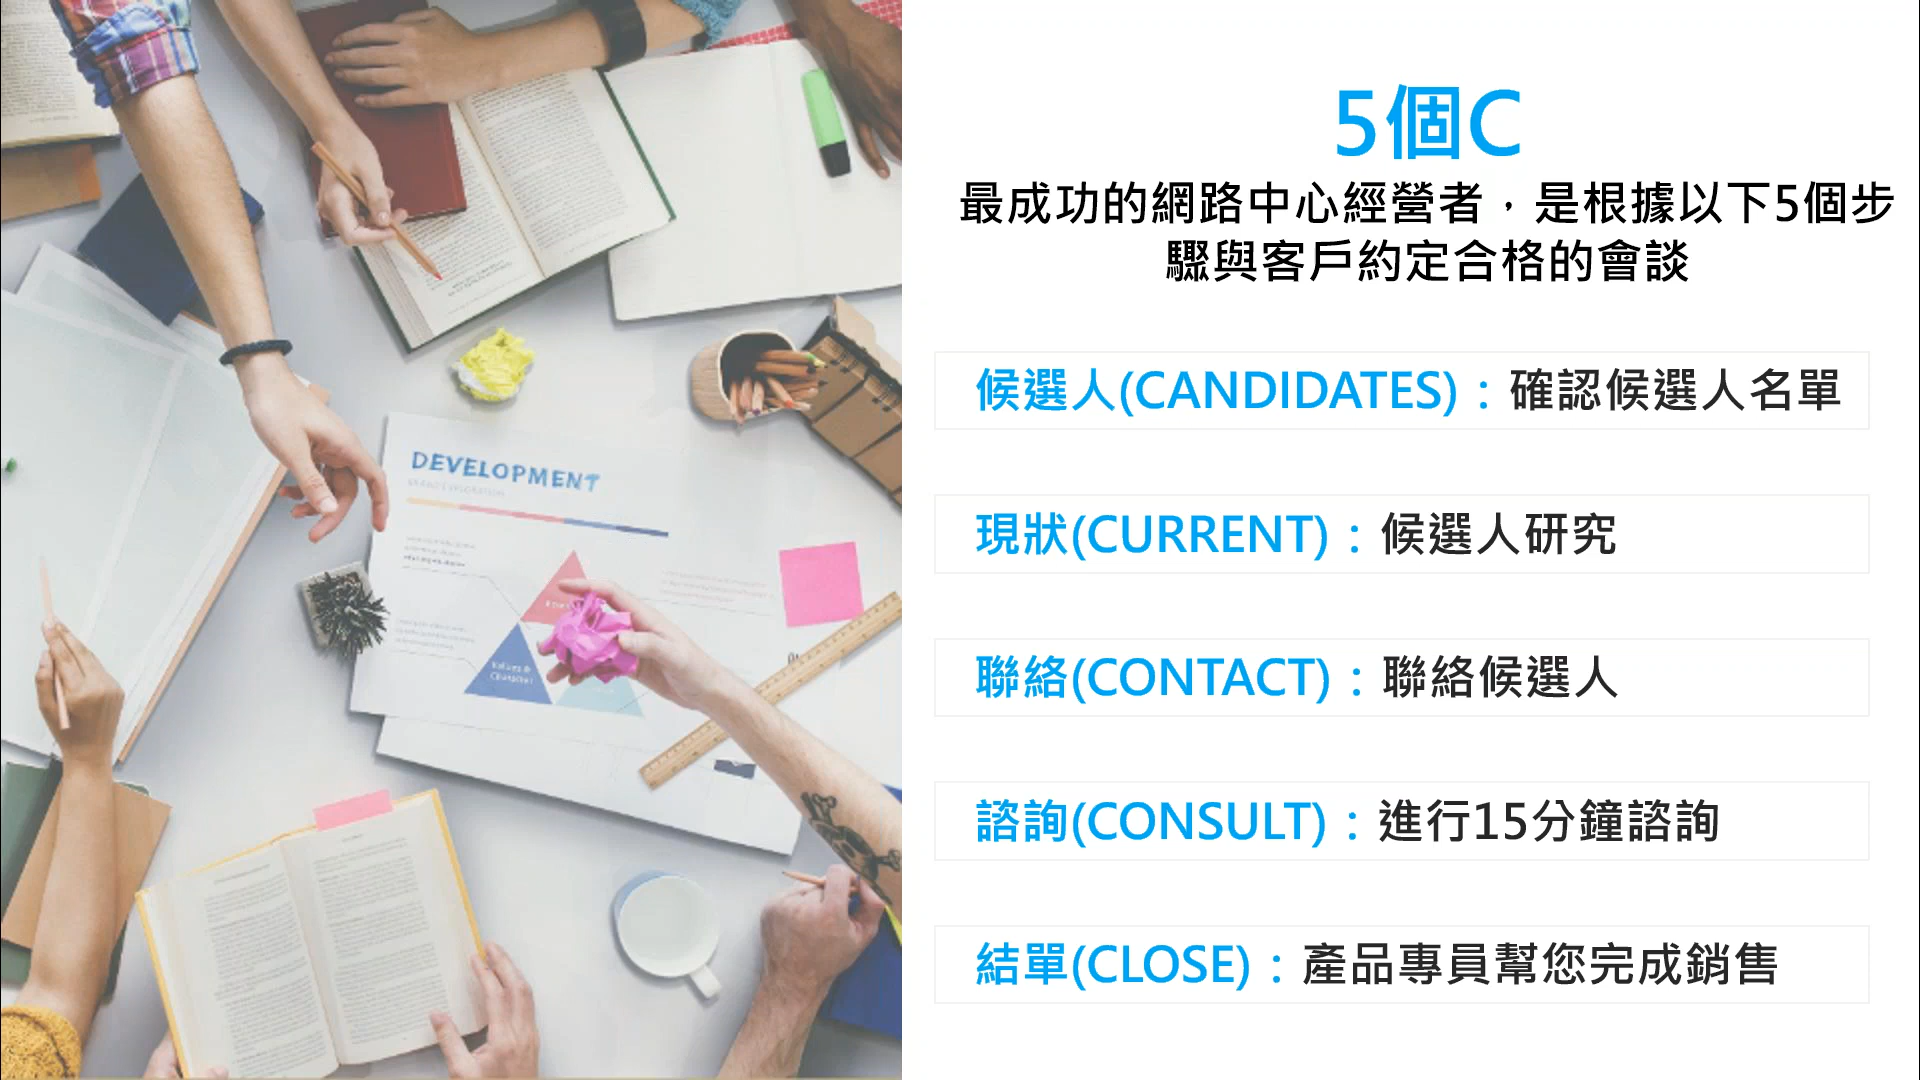 5個C
最成功的網路中心經營者，是根據以下5個步
驟與客戶約定合格的會談
候選人(CANDIDATES)：確認候選人名單
現狀(CURRENT)：候選人研究
聯絡(CONTACT)：聯絡候選人
諮詢(CONSULT)：進行15分鐘諮詢
結單(CLOSE)：產品專員幫您完成銷售
DEVELOPMENT
Values &
Character